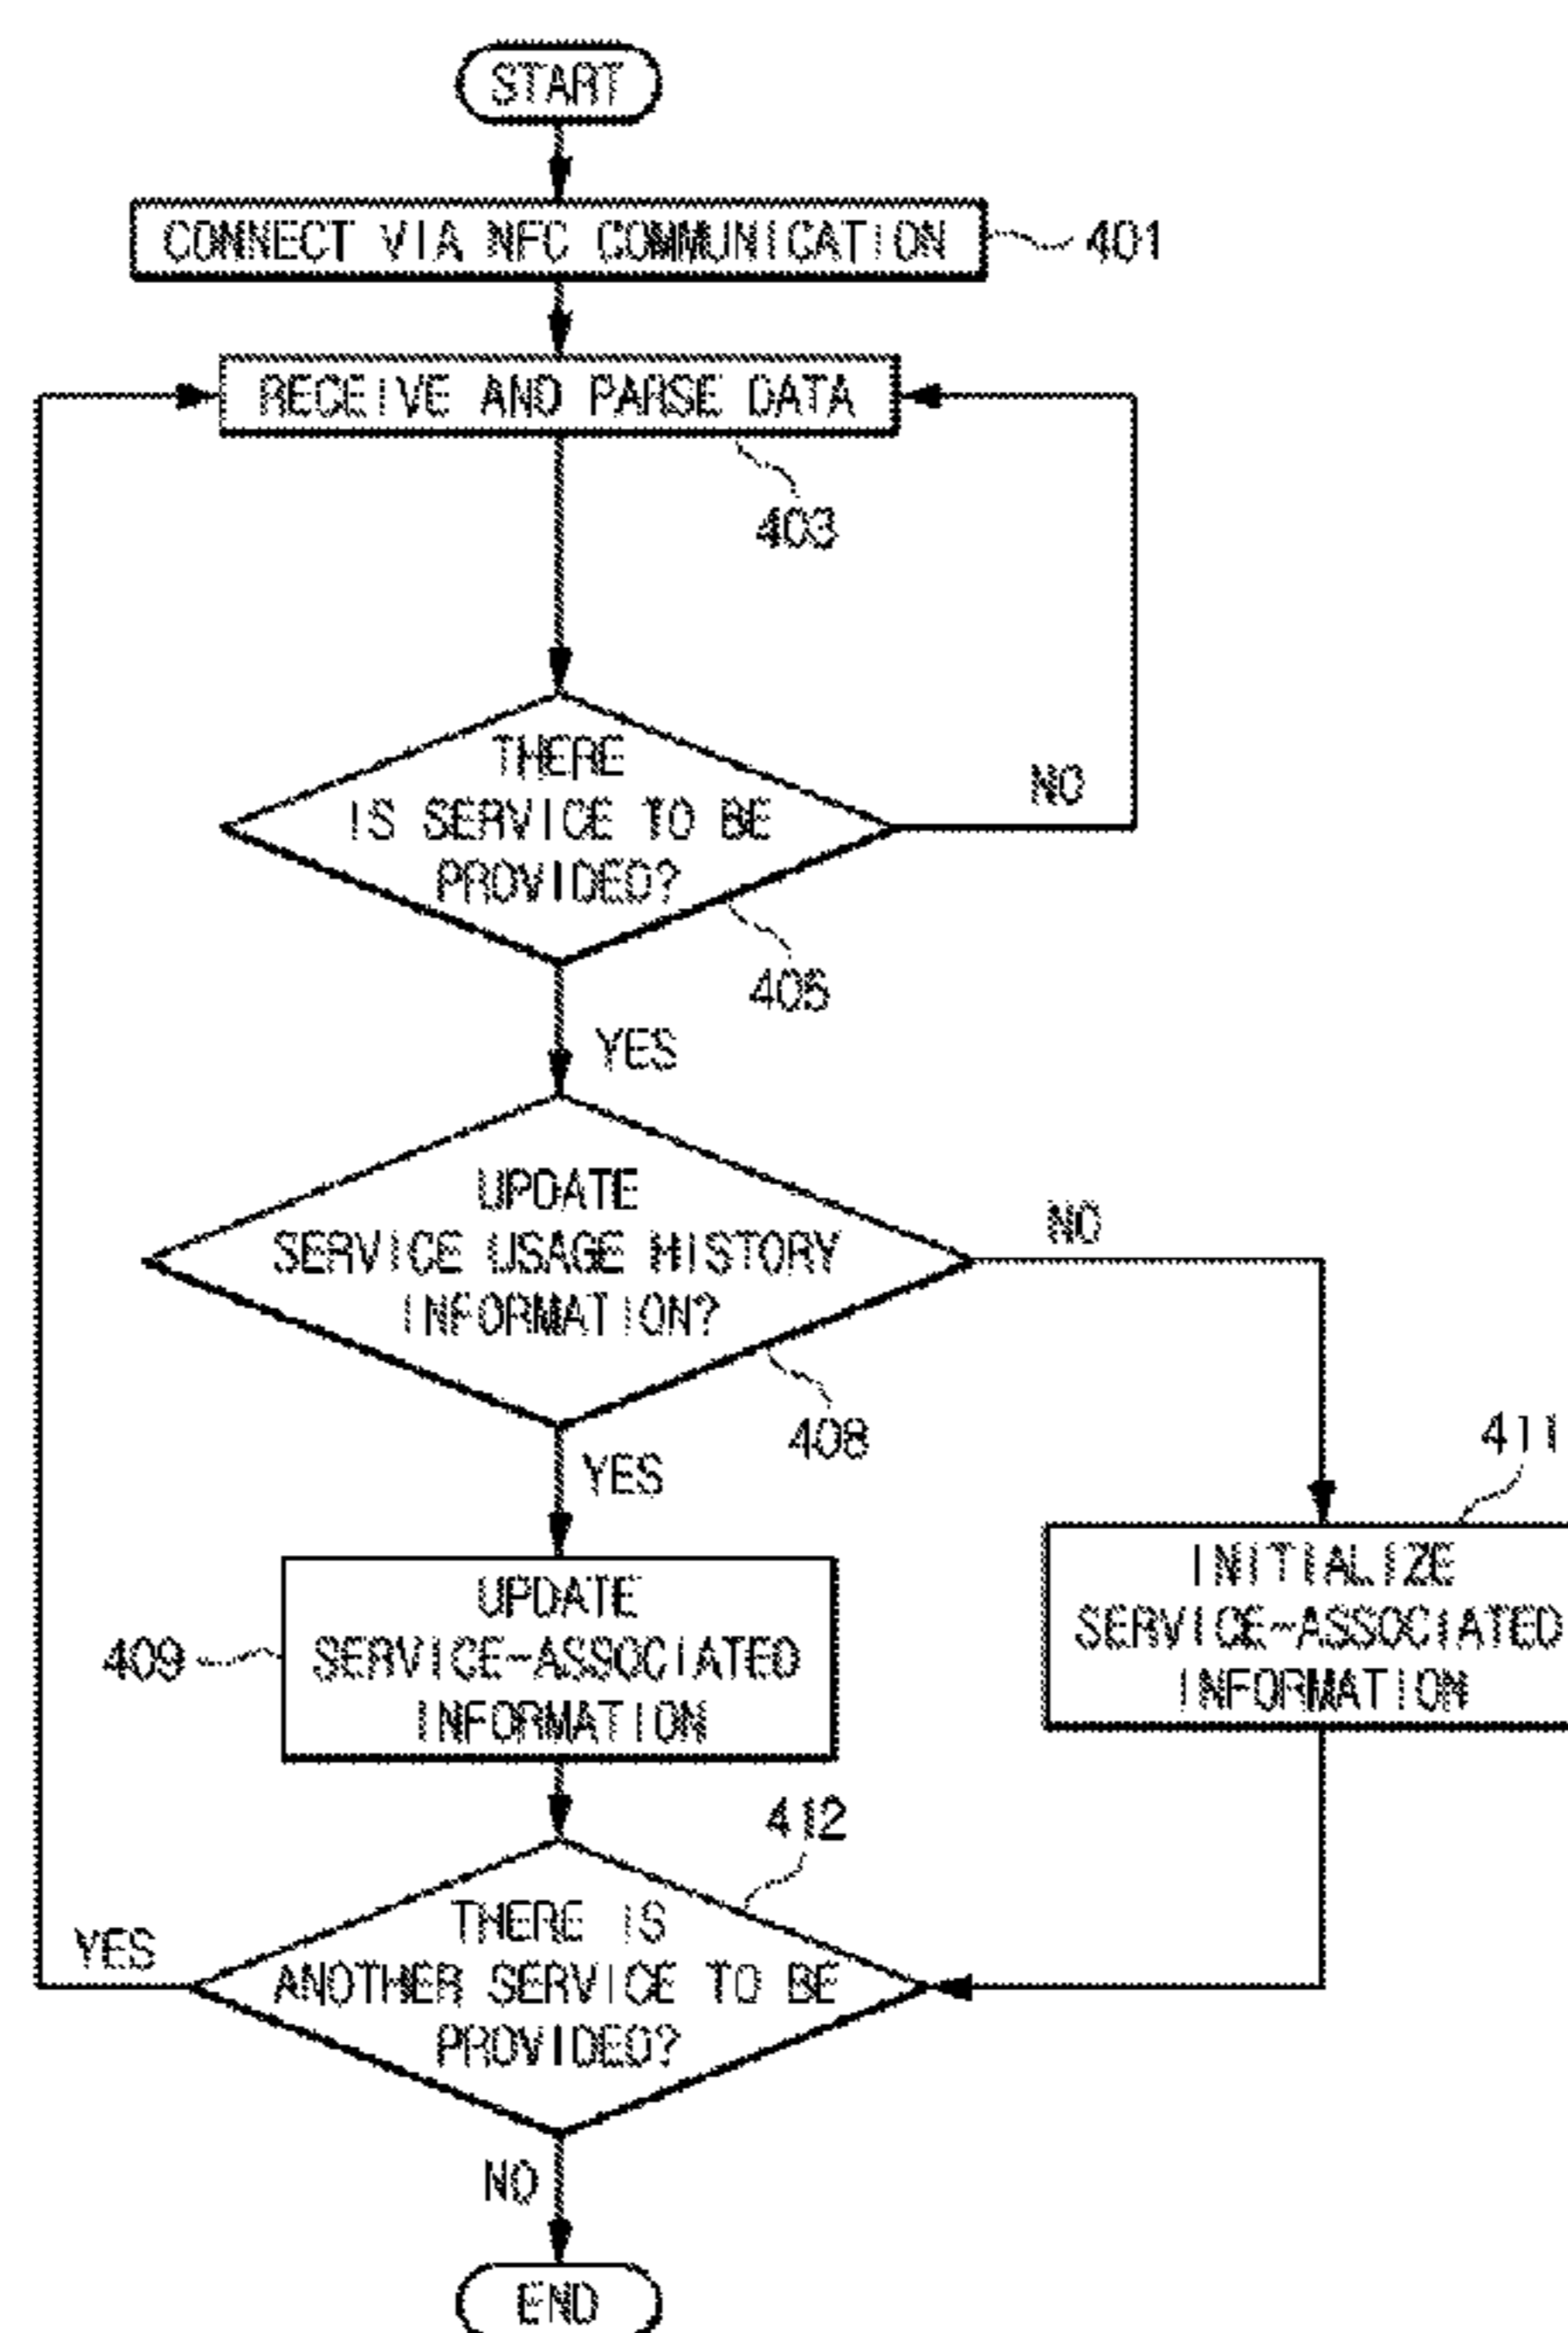 START
CONNECT VIA NFC COMMUNICATION
401
RECEIVE AND PARSE DATA
403
THERE
IS SERVICE TO BE
PROVIDED?
NO
405
YES
UPDATE
SERVICE USAGE HISTORY
INFORMATION?
NO
408
YES
411
UPDATE
SERVICE-ASSOCIATED
INFORMATION
409
INITIALIZE
SERVICE-ASSOCIATED
INFORMATION
412
THERE IS
ANOTHER SERVICE TO BE
PROVIDED?
YES
NO
END